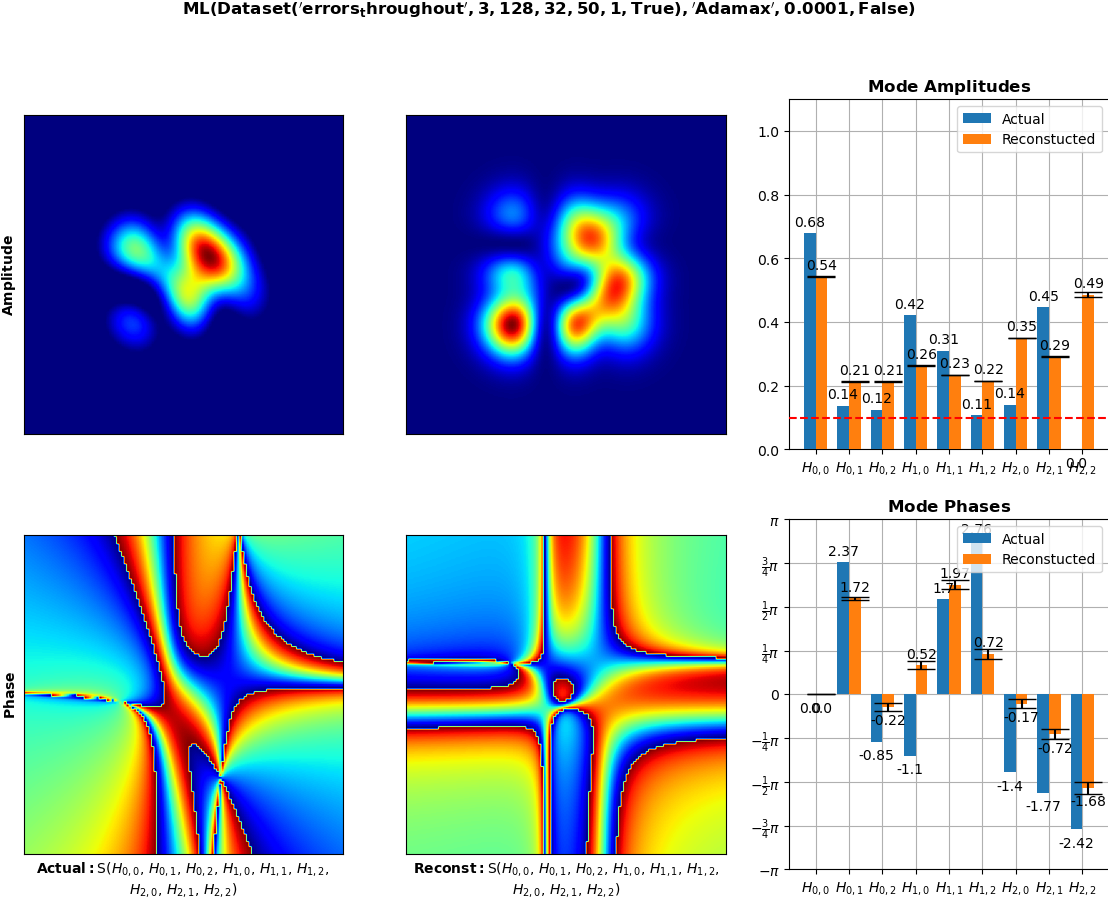 ML(Dataset('errors_throughout', 3, 128, 32, 50, 1, True), 'Adamax', 0.0001, False)
Amplitude
Mode Amplitudes
Actual
Reconstucted
1.0
0.8
0.6
0.4
0.2
0.0
0.68
0.54
0.14
0.21
0.12
0.21
0.42
0.26
0.31
0.23
0.11
0.22
0.14
0.35
0.45
0.29
0.0
0.49
H0,0 H0,1 H0,2 H1,0 H1,1 H1,2 H2,0 H2,1 H2,2
Phase
Actual: S(H0,0, H0,1, H0,2, H1,0, H1,1, H1,2,
H2,0, H2,1, H2,2)
Reconst: S(H0,0, H0,1, H0,2, H1,0, H1,1, H1,2,
H2,0, H2,1, H2,2)
Mode Phases
Actual
Reconstucted
π
3/4π
1/2π
1/4π
0
−1/4π
−1/2π
−3/4π
−π
0.0
0.0
2.37
1.72
-0.85
-0.22
-1.1
0.52
1.97
2.76
0.72
-1.4
-0.17
-1.77
-0.72
-2.42
-1.68
H0,0 H0,1 H0,2 H1,0 H1,1 H1,2 H2,0 H2,1 H2,2